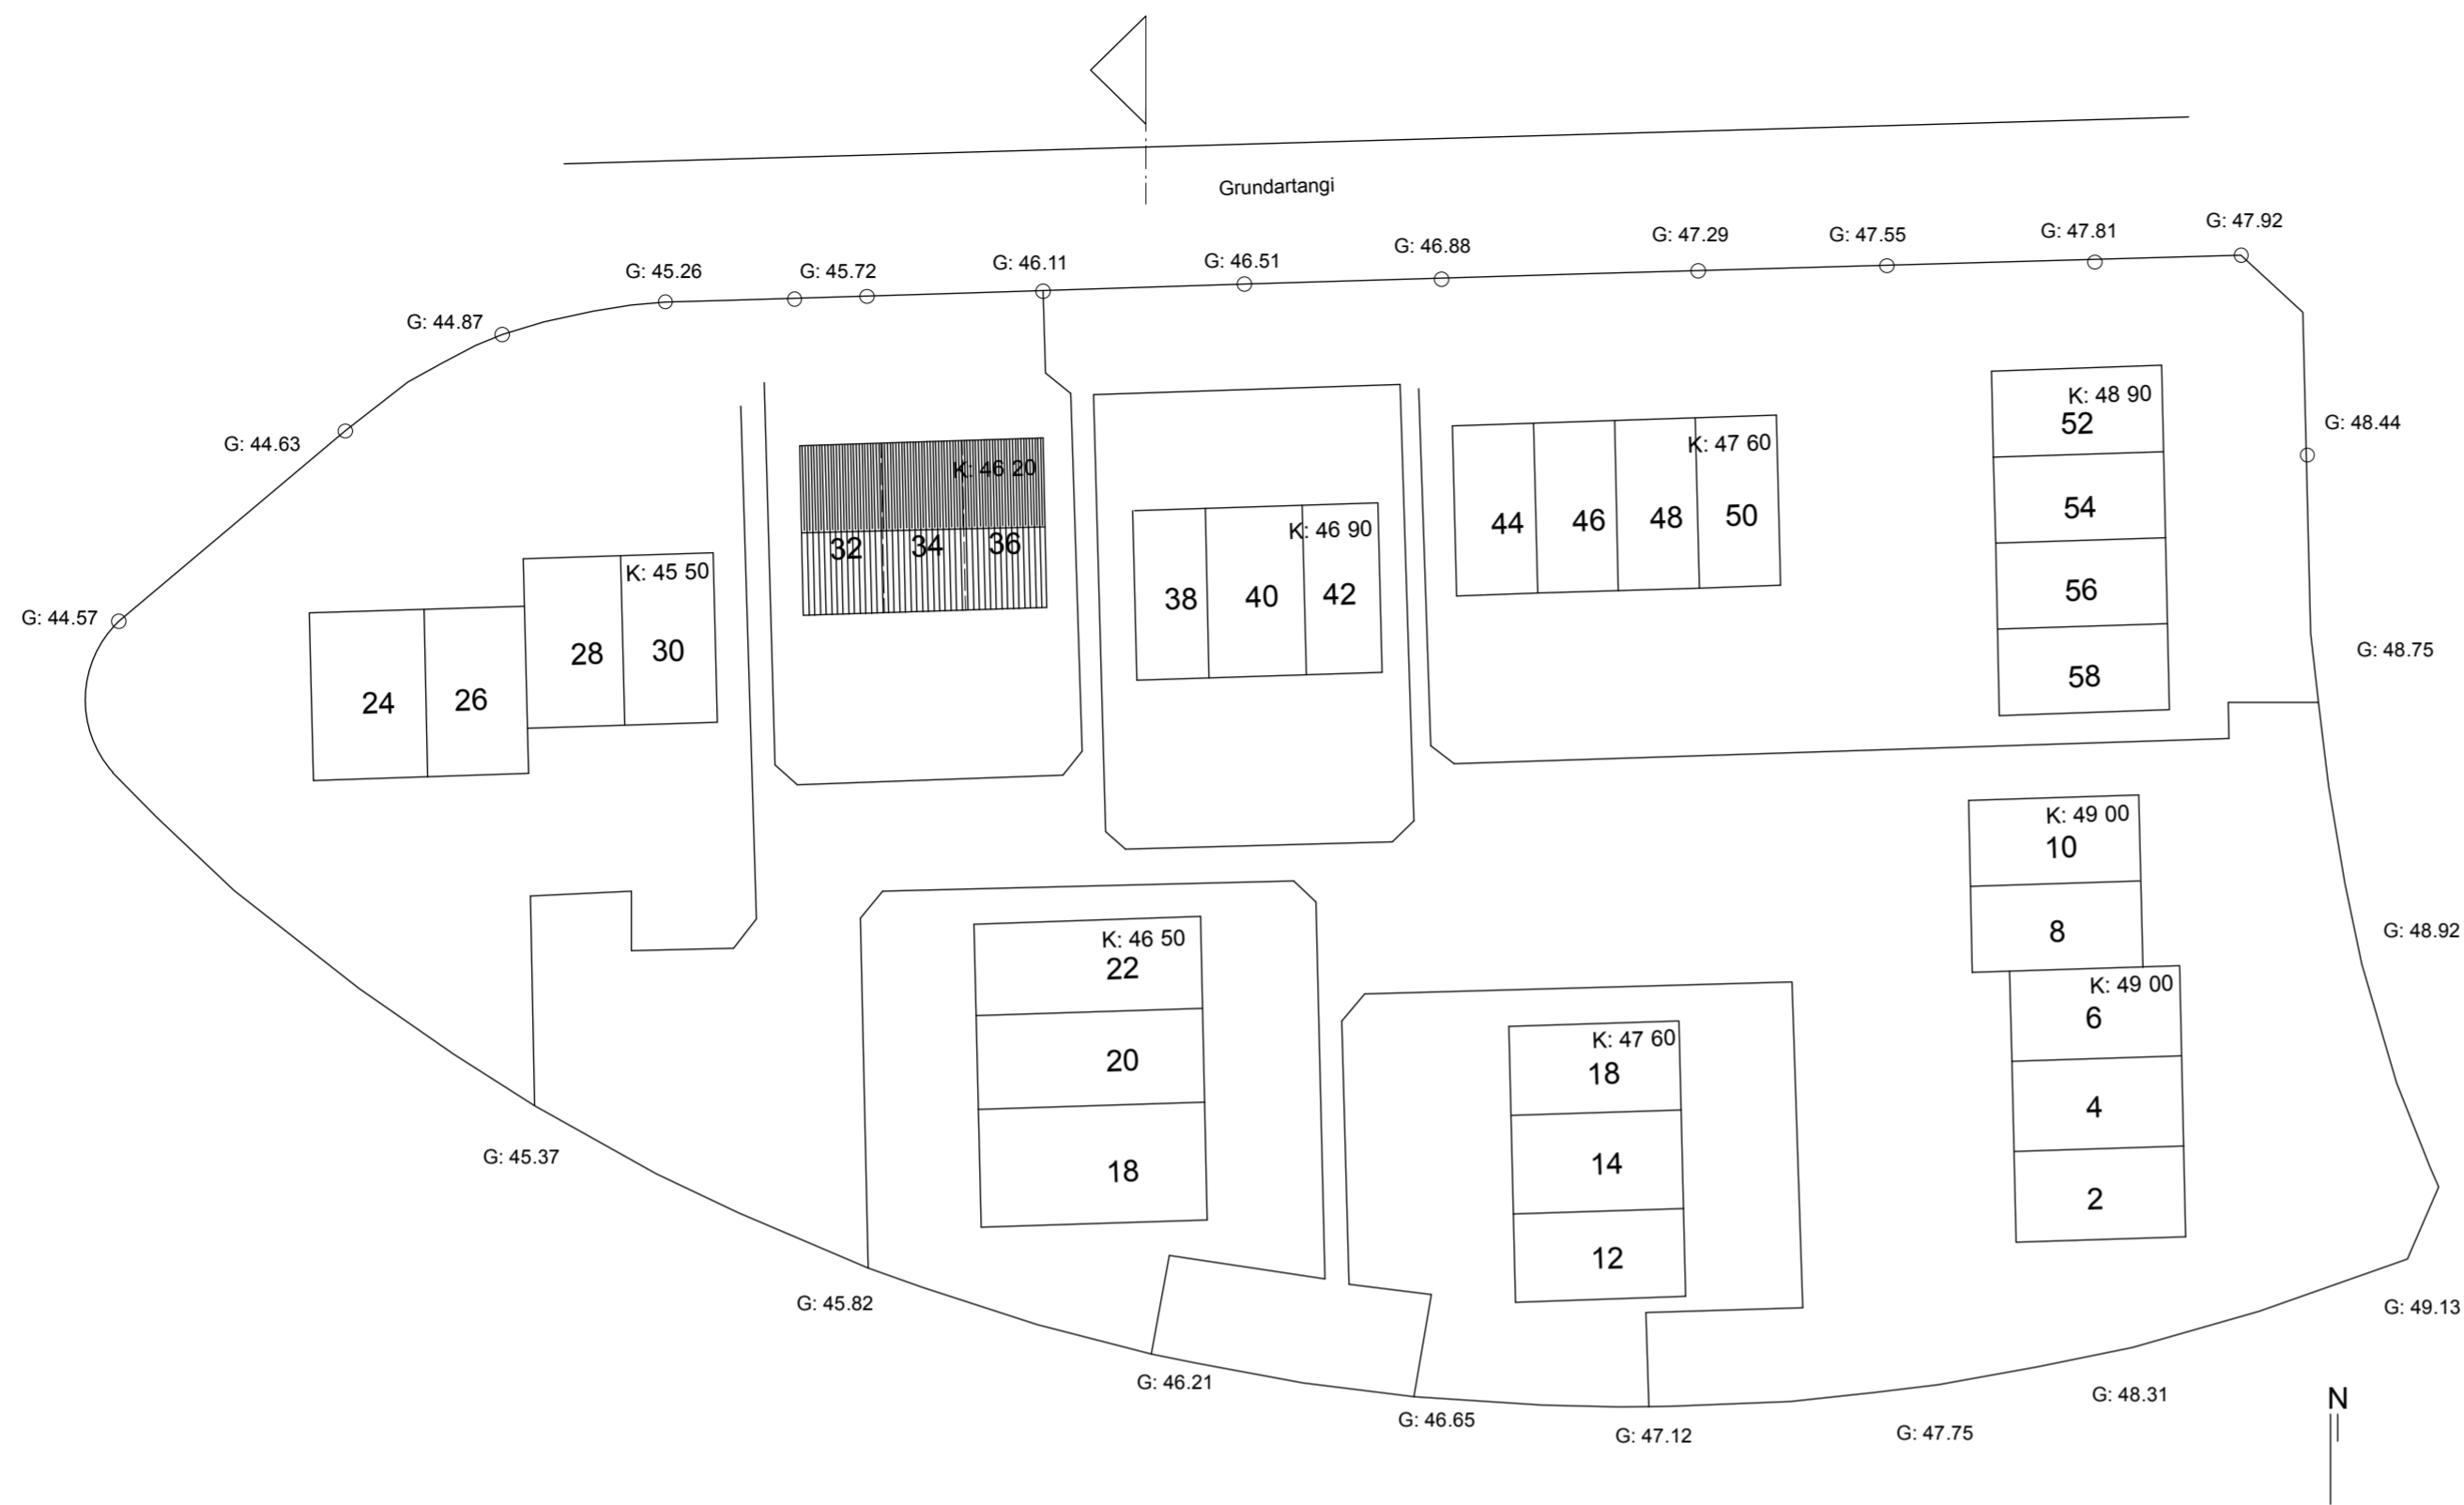 Grundartangi
G: 47.92
G: 47.81
G: 47.55
G: 47.29
G: 46.88
G: 46.51
G: 46.11
G: 45.72
G: 45.26
G: 44.87
G: 44.63
G: 44.57
K: 48 90
52
54
56
58
G: 48.44
G: 48.75
K: 47 60
44
46
48
50
K: 46 20
32
34
36
K: 46 90
38
40
42
K: 45 50
28
30
24
26
K: 49 00
10
8
K: 49 00
6
4
2
G: 48.92
K: 46 50
22
20
18
K: 47 60
18
14
12
G: 45.37
G: 45.82
G: 46.21
G: 46.65
G: 47.12
G: 47.75
G: 48.31
G: 49.13
N